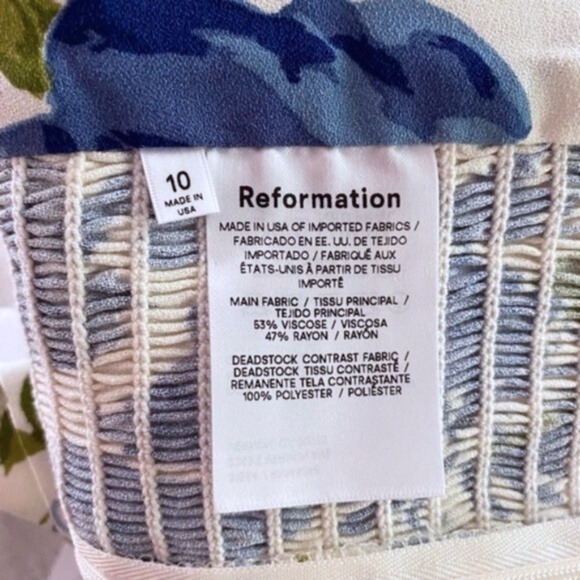 10
MADE IN
USA
Reformation
MADE IN USA OF IMPORTED FABRICS /
FABRICADO EN EE. UU. DE TEJIDO
IMPORTADO / FABRIQUÉ AUX
ÉTATS-UNIS À PARTIR DE TISSU
IMPORTÉ
MAIN FABRIC / TISSU PRINCIPAL /
TEJIDO PRINCIPAL
53% VISCOSE / VISCOSA
47% RAYON / RAYÓN
DEADSTOCK CONTRAST FABRIC /
DEADSTOCK TISSU CONTRASTÉ /
REMANENTE TELA CONTRASTANTE
100% POLYESTER / POLIÉSTER